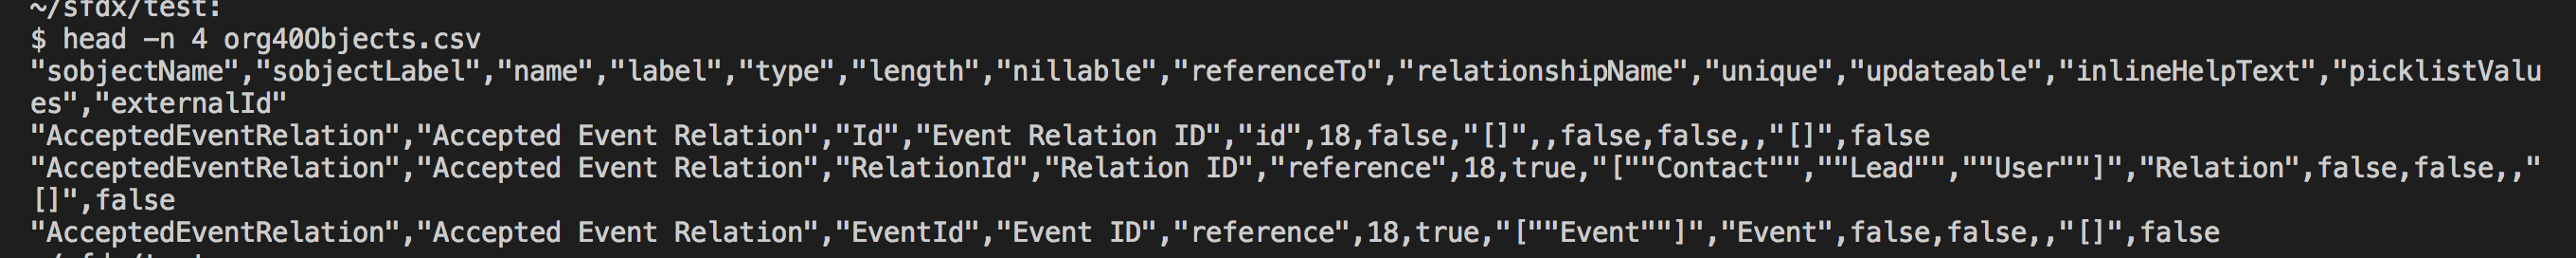 ~/sfdx/test:
$ head -n 4 org40Objects.csv
"sobjectName","sobjectLabel","name","label","type","length","nillable","referenceTo","relationshipName","unique","updateable","inlineHelpText","picklistValu
es","externalId"
"AcceptedEventRelation","Accepted Event Relation","Id","Event Relation ID","id",18,false,"[]",,false,false,,"[]",false
"AcceptedEventRelation","Accepted Event Relation","RelationId","Relation ID","reference",18,true,"[""Contact"",""Lead"",""User""]","Relation",false,false,,"
[]",false
"AcceptedEventRelation","Accepted Event Relation","EventId","Event ID","reference",18,true,"[""Event""]","Event",false,false,,"[]",false